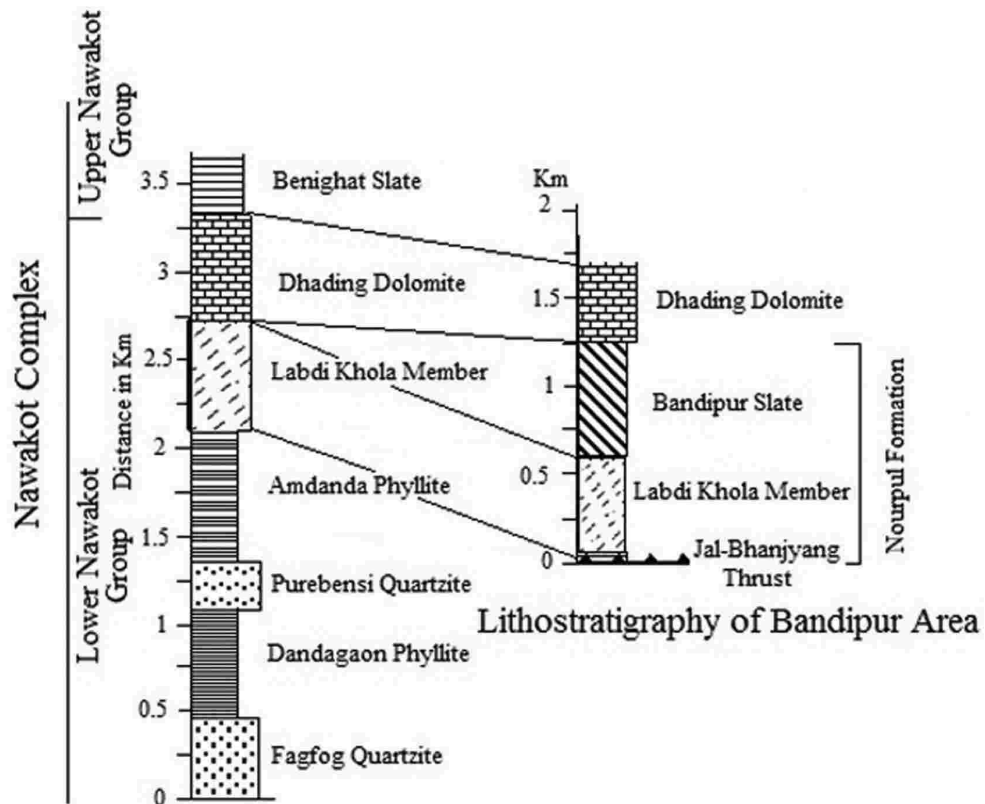 Nawakot Complex
Upper Nawakot
Group
Lower Nawakot
Group
Distance in Km
3.5
3
2.5
2
1.5
1
0.5
0
Benighat Slate
Dhading Dolomite
Labdi Khola Member
Amdanda Phyllite
Purebensi Quartzite
Dandagaon Phyllite
Fagfog Quartzite
Km
2
1.5
1
0.5
0
Dhading Dolomite
Bandipur Slate
Labdi Khola Member
Jal-Bhanjyang
Thrust
Nourpul Formation
Lithostratigraphy of Bandipur Area